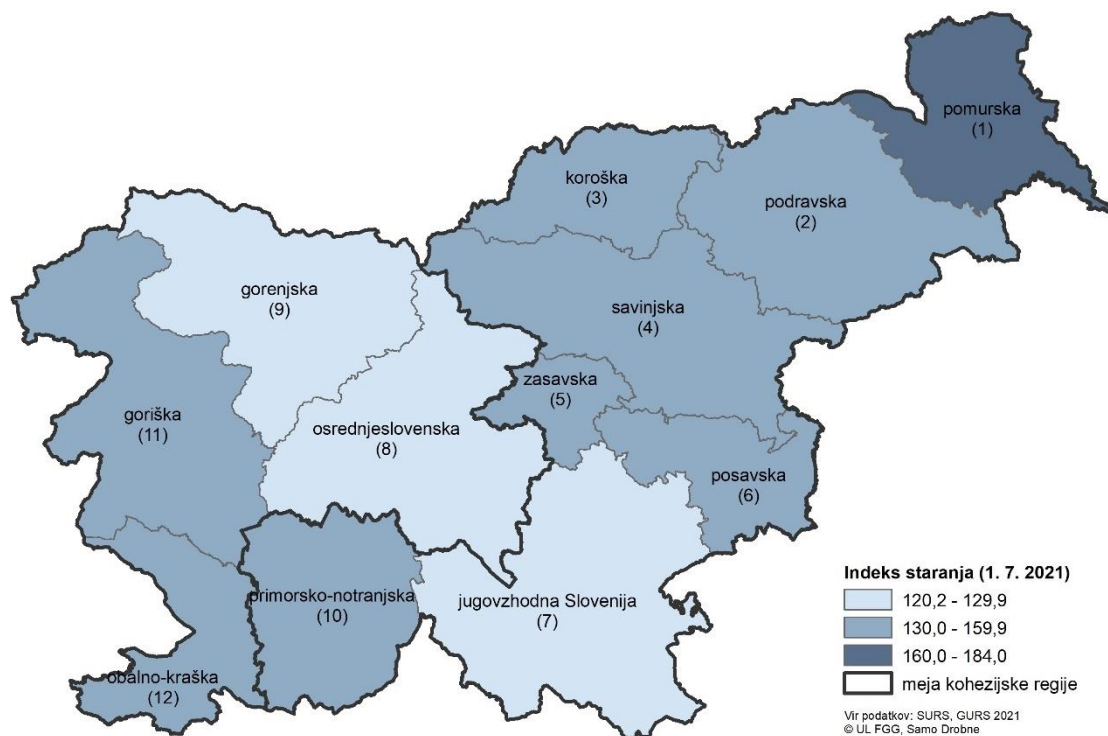 pomurska
(1)
koroška
(3)
podravska
(2)
gorenjska
(9)
savinjska
(4)
zasavska
(5)
goriška
(11)
osrednjeslovenska
(8)
posavska
(6)
primorsko-notranjska
(10)
jugovzhodna Slovenija
(7)
obalno-kraška
(12)
Indeks staranja (1. 7. 2021)
120,2 - 129,9
130,0 - 159,9
160,0 - 184,0
meja kohezijske regije
Vir podatkov: SURS, GURS 2021
© UL FGG, Samo Drobne